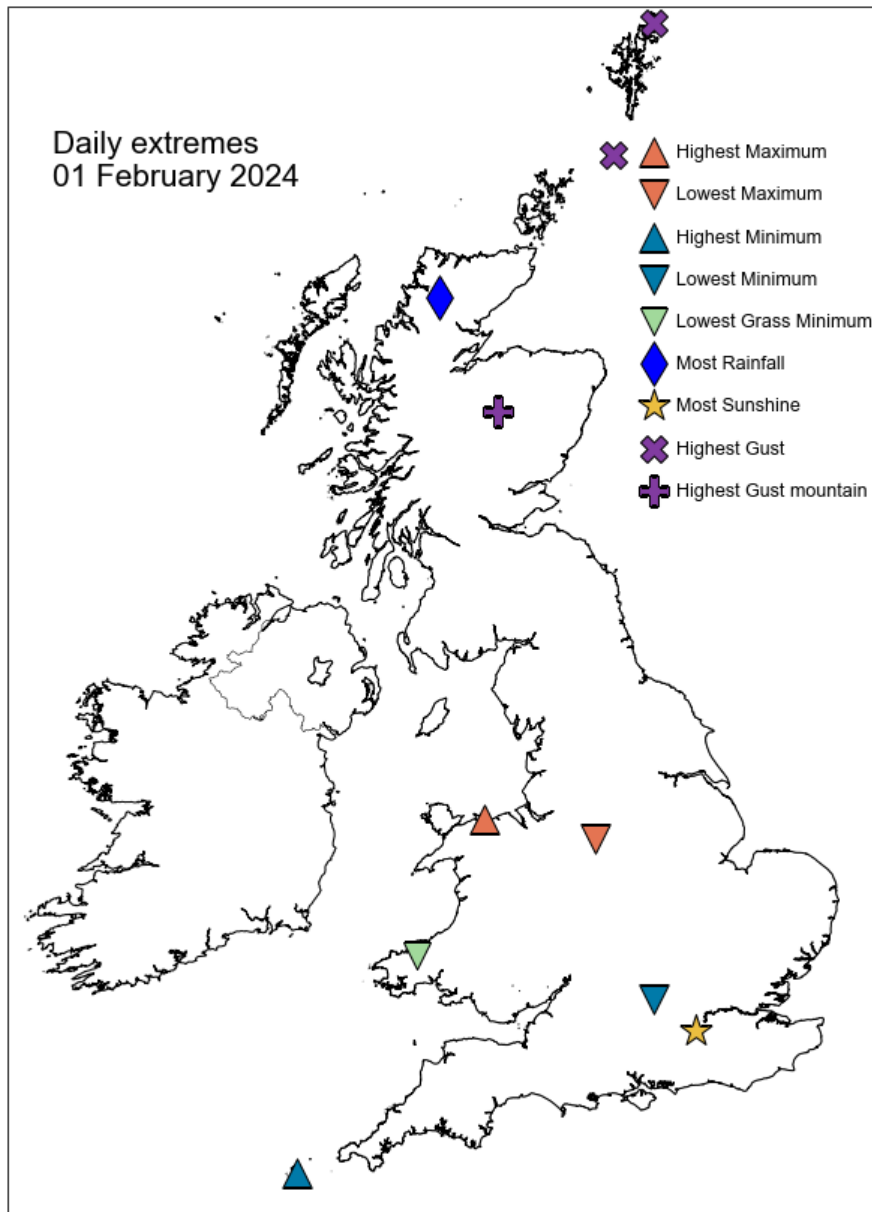 Daily extremes
01 February 2024
Highest Maximum
Lowest Maximum
Highest Minimum
Lowest Minimum
Lowest Grass Minimum
Most Rainfall
Most Sunshine
Highest Gust
Highest Gust mountain